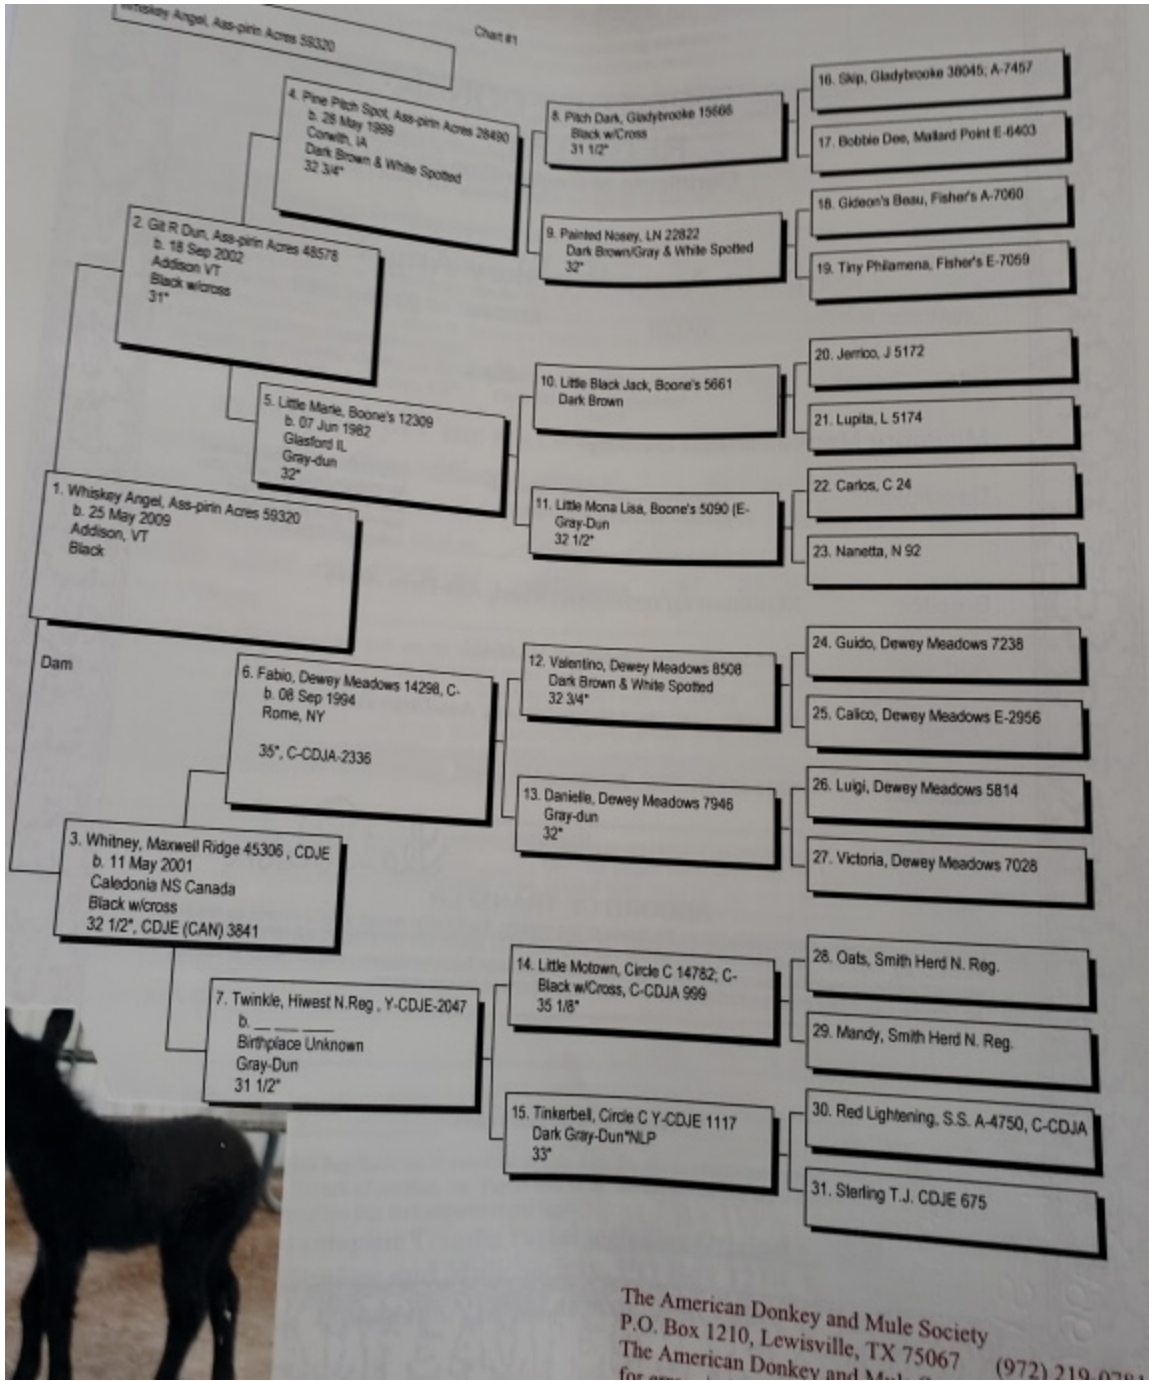 Whiskey Angel, Ass-pirin Acres 59320
Chart #1
4. Pine Pitch Spot, Ass-pirin Acres 28490
b. 28 May 1999
Corwith, IA
Dark Brown & White Spotted
32 3/4"
8. Pitch Dark, Gladybrooke 15666
Black w/Cross
31 1/2"
16. Skip, Gladybrooke 38045; A-7457
17. Bobbie Dee, Mallard Point E-6403
2. Git R Dun, Ass-pirin Acres 48578
b. 18 Sep 2002
Addison VT
Black w/cross
31"
9. Painted Nosey, LN 22822
Dark Brown/Gray & White Spotted
32"
18. Gideon's Beau, Fisher's A-7060
19. Tiny Philamena, Fisher's E-7059
5. Little Marie, Boone's 12309
b. 07 Jun 1982
Glasford IL
Gray-dun
32"
10. Little Black Jack, Boone's 5661
Dark Brown
20. Jerrico, J 5172
21. Lupita, L 5174
11. Little Mona Lisa, Boone's 5090 (E-
Gray-Dun
32 1/2"
22. Carlos, C 24
23. Nanetta, N 92
1. Whiskey Angel, Ass-pirin Acres 59320
b. 25 May 2009
Addison, VT
Black
Dam
6. Fabio, Dewey Meadows 14298, C-
b. 08 Sep 1994
Rome, NY
35", C-CDJA-2336
12. Valentino, Dewey Meadows 8508
Dark Brown & White Spotted
32 3/4"
24. Guido, Dewey Meadows 7238
25. Calico, Dewey Meadows E-2956
13. Danielle, Dewey Meadows 7946
Gray-dun
32"
26. Luigi, Dewey Meadows 5814
27. Victoria, Dewey Meadows 7028
3. Whitney, Maxwell Ridge 45306 , CDJE
b. 11 May 2001
Caledonia NS Canada
Black w/cross
32 1/2", CDJE (CAN) 3841
14. Little Motown, Circle C 14782; C-
Black w/Cross, C-CDJA 999
35 1/8"
28. Oats, Smith Herd N. Reg.
29. Mandy, Smith Herd N. Reg.
7. Twinkle, Hiwest N.Reg , Y-CDJE-2047
b. __ ___ ____
Birthplace Unknown
Gray-Dun
31 1/2"
15. Tinkerbell, Circle C Y-CDJE 1117
Dark Gray-Dun*NLP
33"
30. Red Lightening, S.S. A-4750, C-CDJA
31. Sterling T.J. CDJE 675
The American Donkey and Mule Society
P.O. Box 1210, Lewisville, TX 75067 (972) 219-0781
The American Donkey and Mule